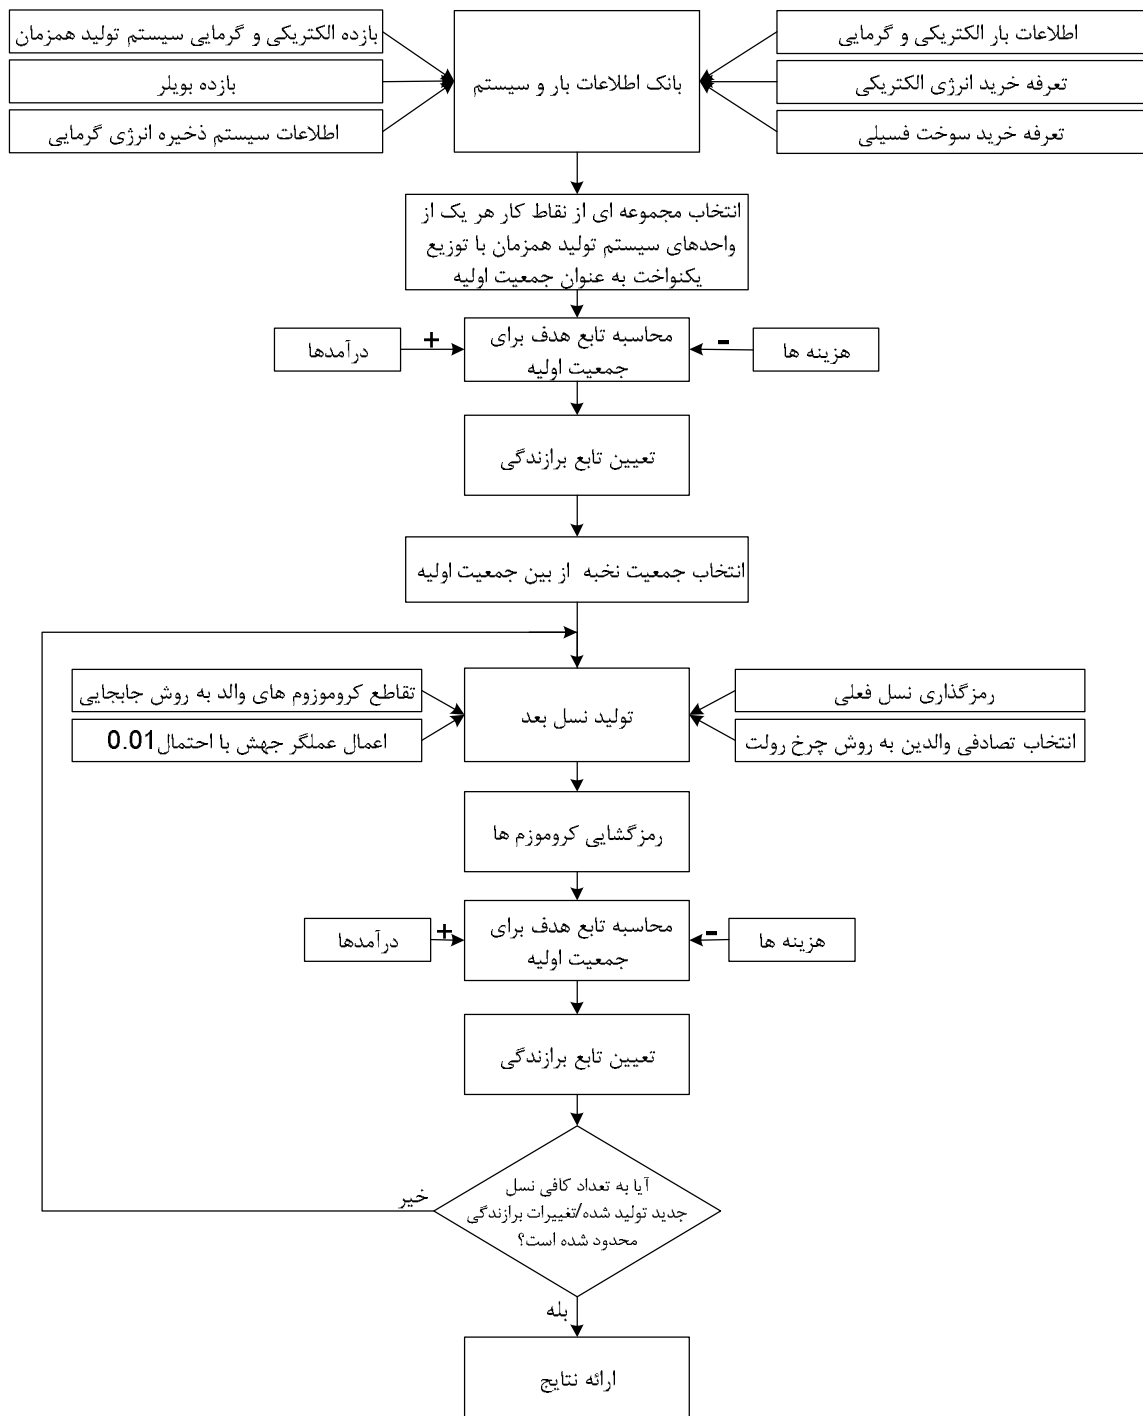 اطلاعات بار الکتریکی و گرمایی
تعرفه خرید انرژی الکتریکی
تعرفه خرید سوخت فسیلی
بانک اطلاعات بار و سیستم
بازده الکتریکی و گرمایی سیستم تولید همزمان
بازده بویلر
اطلاعات سیستم ذخیره انرژی گرمایی
انتخاب مجموعه ای از نقاط کار هر یک از
واحدهای سیستم تولید همزمان با توزیع
یکنواخت به عنوان جمعیت اولیه
هزینه ها
-
محاسبه تابع هدف برای
جمعیت اولیه
+
درآمدها
تعیین تابع برازندگی
انتخاب جمعیت نخبه از بین جمعیت اولیه
رمزگذاری نسل فعلی
انتخاب تصادفی والدین به روش چرخ رولت
تولید نسل بعد
تقاطع کروموزوم های والد به روش جابجایی
اعمال عملگر جهش با احتمال0.01
رمزگشایی کروموزم ها
هزینه ها
-
محاسبه تابع هدف برای
جمعیت اولیه
+
درآمدها
تعیین تابع برازندگی
آیا به تعداد کافی نسل
جدید تولید شده/تغییرات برازندگی
محدود شده است؟
خیر
بله
ارائه نتایج